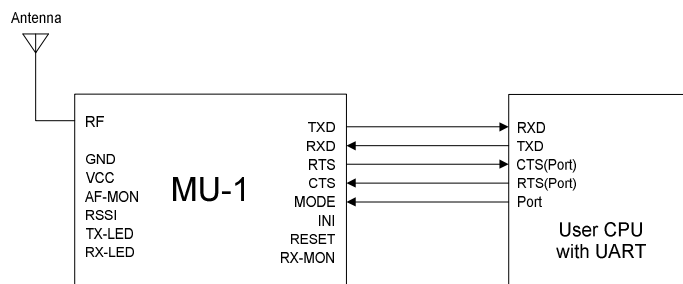 Antenna
RF
GND
VCC
AF-MON
RSSI
TX-LED
RX-LED
MU-1
TXD
RXD
RTS
CTS
MODE
INI
RESET
RX-MON
RXD
TXD
CTS(Port)
RTS(Port)
Port
User CPU
with UART